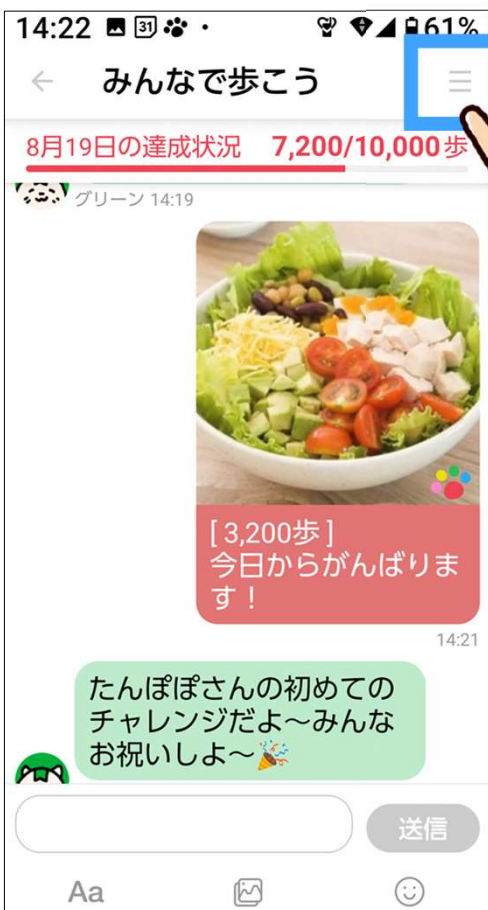 14:22 31 61%
みんなで歩こう
8月19日の達成状況 7,200/10,000歩
グリーン 14:19
[3,200歩]
今日からがんばりま
す！
14:21
たんぽぽさんの初めての
チャレンジだよ～みんな
お祝いしよ～🎉
送信
Aa